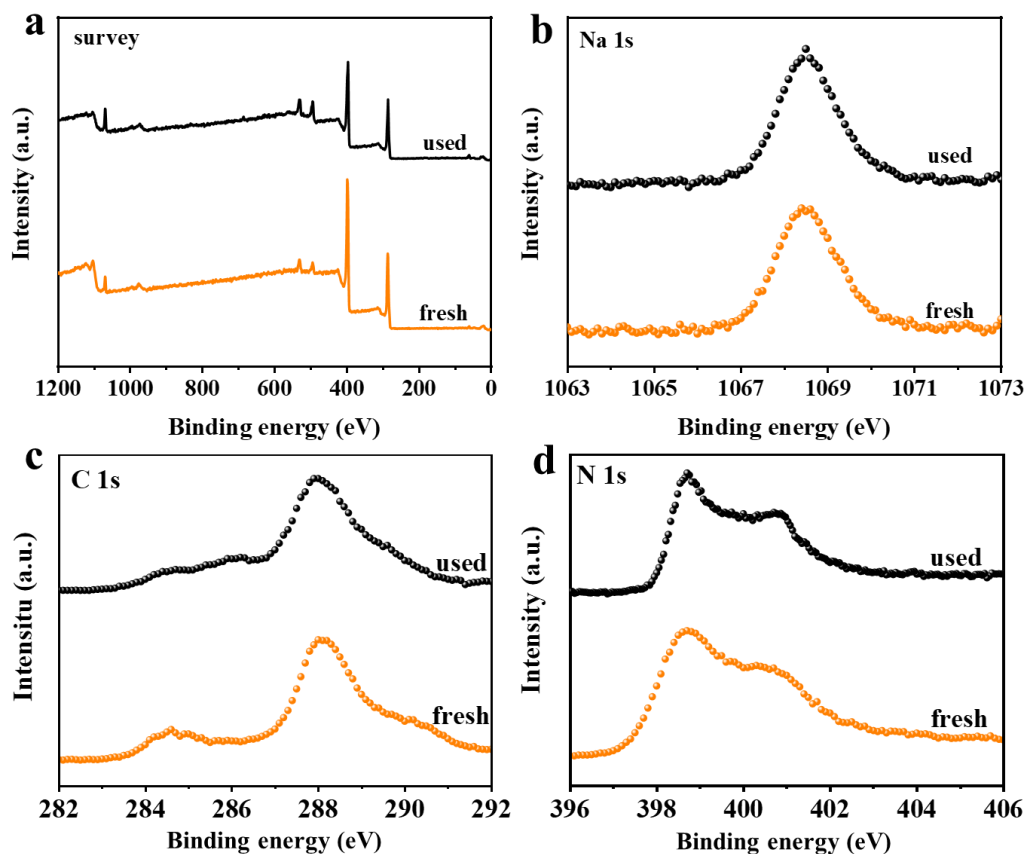 a
survey
used
fresh
Intensity (a.u.)
1200 1000 800 600 400 200 0
Binding energy (eV)
b
Na 1s
used
fresh
Intensity (a.u.)
1063 1065 1067 1069 1071 1073
Binding energy (eV)
c
C 1s
used
fresh
Intensitu (a.u.)
282 284 286 288 290 292
Binding energy (eV)
d
N 1s
used
fresh
Intensity (a.u.)
396 398 400 402 404 406
Binding energy (eV)